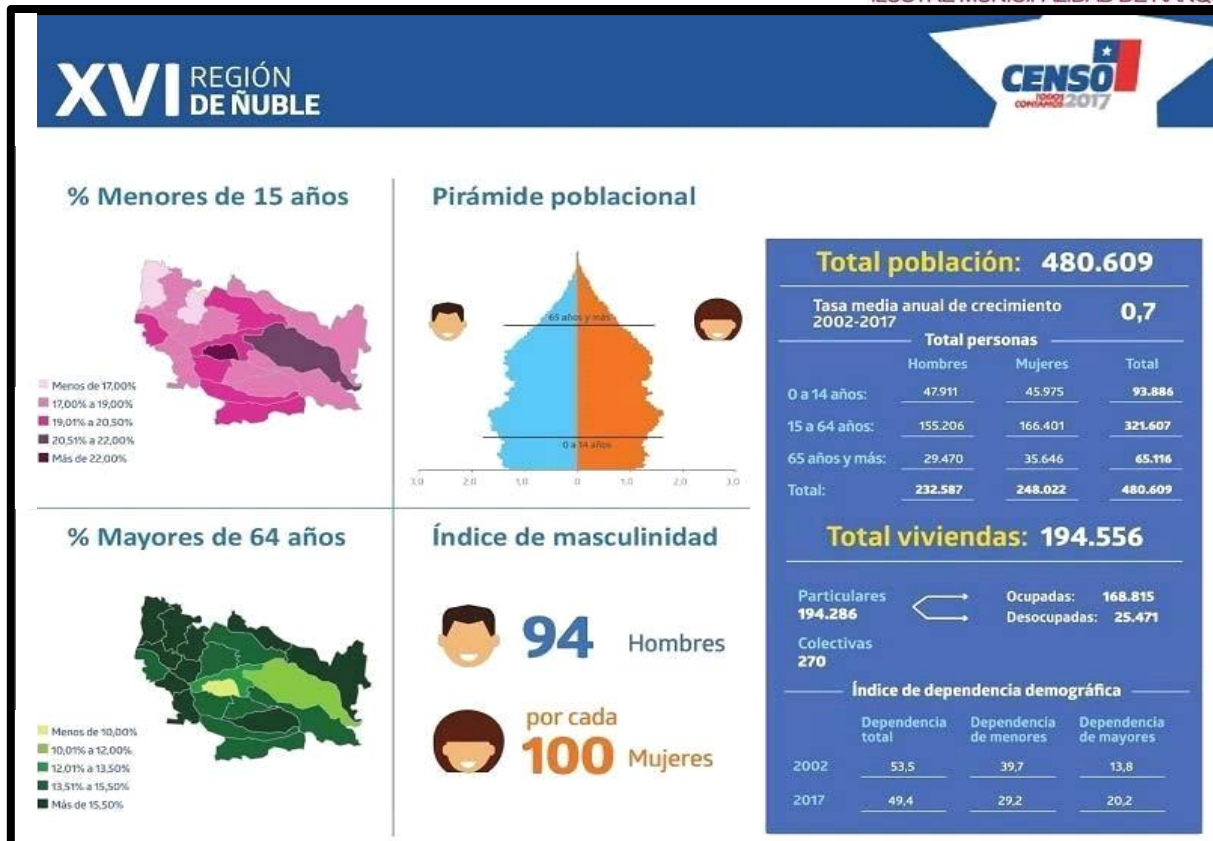 XVI REGIÓN
DE ÑUBLE
CENSO
TODOS
CONTAMOS 2017
% Menores de 15 años
Menos de 17,00%
17,00% a 19,00%
19,01% a 20,50%
20,51% a 22,00%
Más de 22,00%
Pirámide poblacional
65 años y más
0 a 14 años
3,0 2,0 1,0 0 1,0 2,0 3,0
% Mayores de 64 años
Menos de 10,00%
10,01% a 12,00%
12,01% a 13,50%
13,51% a 15,50%
Más de 15,50%
Índice de masculinidad
94 Hombres
por cada
100 Mujeres
Total población: 480.609
Tasa media anual de crecimiento
2002-2017 0,7
Total personas
Hombres Mujeres Total
0 a 14 años: 47.911 45.975 93.886
15 a 64 años: 155.206 166.401 321.607
65 años y más: 29.470 35.646 65.116
Total: 232.587 248.022 480.609
Total viviendas: 194.556
Particulares
194.286
Ocupadas: 168.815
Desocupadas: 25.471
Colectivas
270
Índice de dependencia demográfica
Dependencia total Dependencia de menores Dependencia de mayores
2002 53,5 39,7 13,8
2017 49,4 29,2 20,2